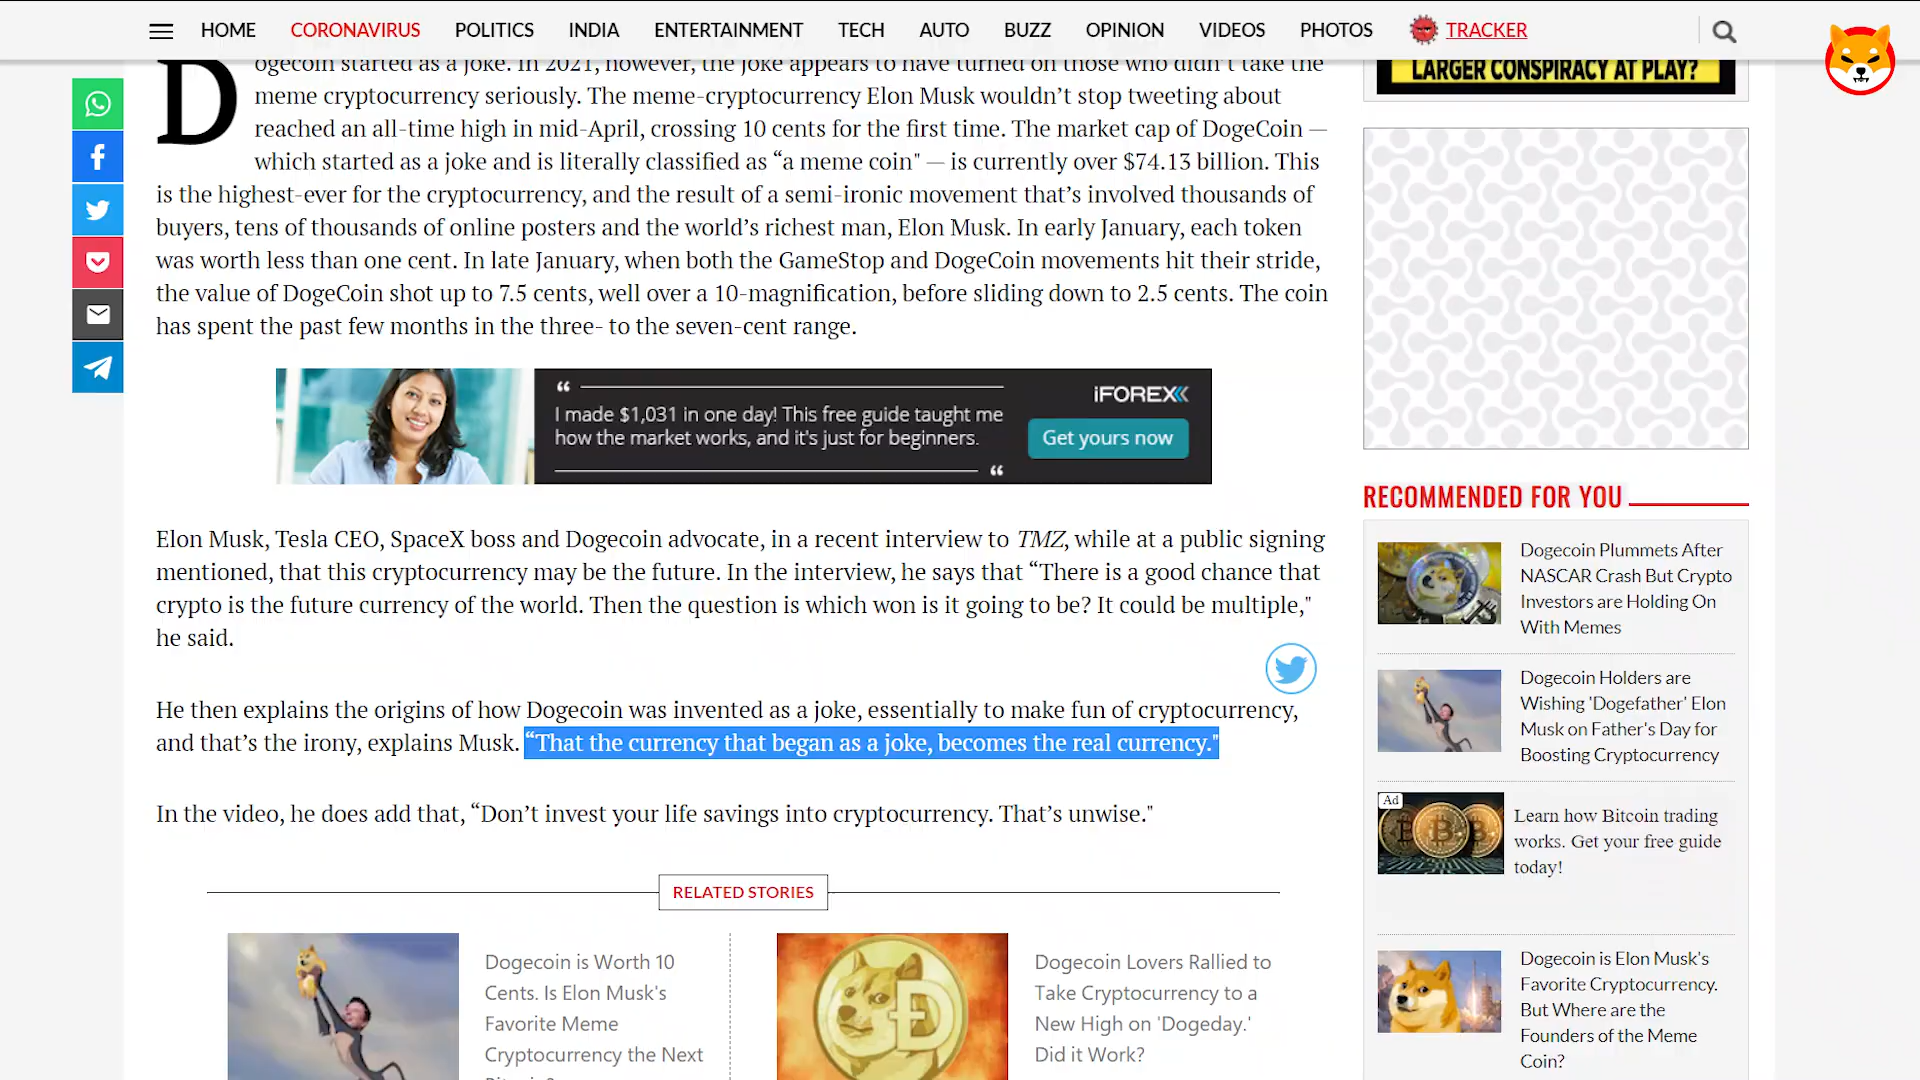 HOME CORONAVIRUS POLITICS INDIA ENTERTAINMENT TECH AUTO BUZZ OPINION VIDEOS PHOTOS TRACKER
Dogecoin started as a joke. In 2021, however, the joke appears to have turned on those who didn’t take the
meme cryptocurrency seriously. The meme-cryptocurrency Elon Musk wouldn’t stop tweeting about
reached an all-time high in mid-April, crossing 10 cents for the first time. The market cap of DogeCoin —
which started as a joke and is literally classified as “a meme coin" — is currently over $74.13 billion. This
is the highest-ever for the cryptocurrency, and the result of a semi-ironic movement that’s involved thousands of
buyers, tens of thousands of online posters and the world’s richest man, Elon Musk. In early January, each token
was worth less than one cent. In late January, when both the GameStop and DogeCoin movements hit their stride,
the value of DogeCoin shot up to 7.5 cents, well over a 10-magnification, before sliding down to 2.5 cents. The coin
has spent the past few months in the three- to the seven-cent range.
“
I made $1,031 in one day! This free guide taught me
how the market works, and it's just for beginners.
“
iFOREX
Get yours now
Elon Musk, Tesla CEO, SpaceX boss and Dogecoin advocate, in a recent interview to TMZ, while at a public signing
mentioned, that this cryptocurrency may be the future. In the interview, he says that “There is a good chance that
crypto is the future currency of the world. Then the question is which won is it going to be? It could be multiple,"
he said.
He then explains the origins of how Dogecoin was invented as a joke, essentially to make fun of cryptocurrency,
and that’s the irony, explains Musk. “That the currency that began as a joke, becomes the real currency."
In the video, he does add that, “Don’t invest your life savings into cryptocurrency. That’s unwise."
RELATED STORIES
Dogecoin is Worth 10
Cents. Is Elon Musk's
Favorite Meme
Cryptocurrency the Next
Dogecoin Lovers Rallied to
Take Cryptocurrency to a
New High on 'Dogeday.'
Did it Work?
LARGER CONSPIRACY AT PLAY?
RECOMMENDED FOR YOU
Dogecoin Plummets After
NASCAR Crash But Crypto
Investors are Holding On
With Memes
Dogecoin Holders are
Wishing 'Dogefather' Elon
Musk on Father's Day for
Boosting Cryptocurrency
Ad
Learn how Bitcoin trading
works. Get your free guide
today!
Dogecoin is Elon Musk's
Favorite Cryptocurrency.
But Where are the
Founders of the Meme
Coin?